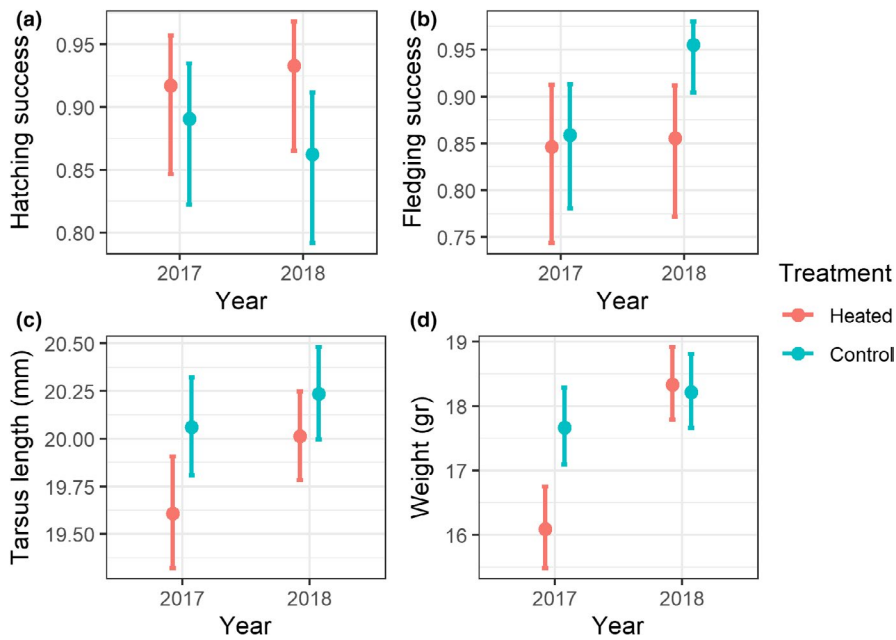 (a)
Hatching success
0.95
0.90
0.85
0.80
2017
2018
Year
(b)
Fledging success
0.95
0.90
0.85
0.80
0.75
2017
2018
Year
Treatment
Heated
Control
(c)
Tarsus length (mm)
20.50
20.25
20.00
19.75
19.50
2017
2018
Year
(d)
Weight (gr)
19
18
17
16
2017
2018
Year